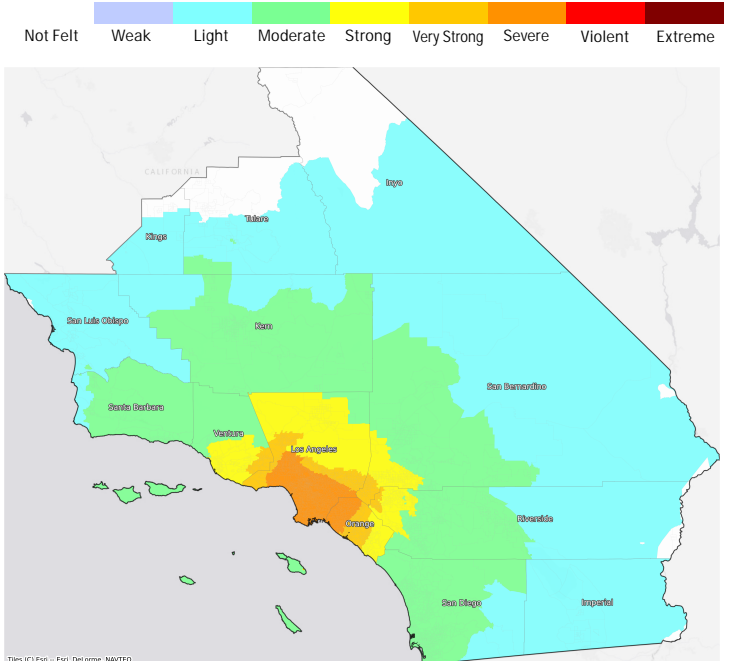 Not Felt Weak Light Moderate Strong Very Strong Severe Violent Extreme
CALIFORNIA
Inyo
Tulare
Kings
San Luis Obispo
Kern
San Bernardino
Santa Barbara
Ventura
Los Angeles
Riverside
Orange
San Diego
Imperial
Tiles (C) Esri -- Esri, DeLorme, NAVTEQ